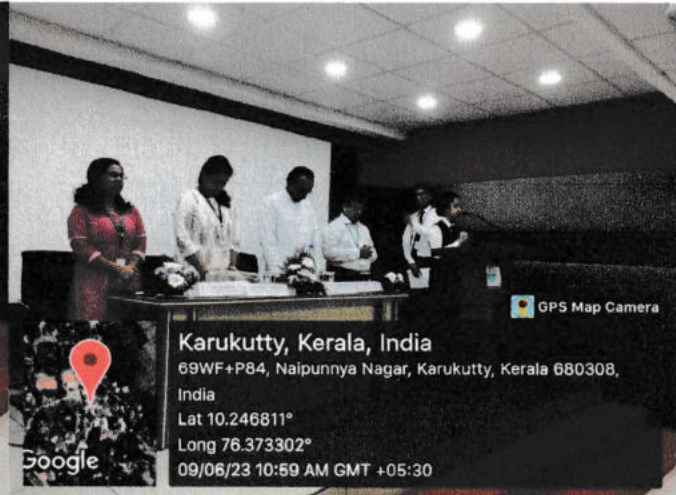 GPS Map Camera
Karukutty, Kerala, India
69WF+P84, Naipunnya Nagar, Karukutty, Kerala 680308,
India
Lat 10.246811°
Long 76.373302°
09/06/23 10:59 AM GMT +05:30
Google